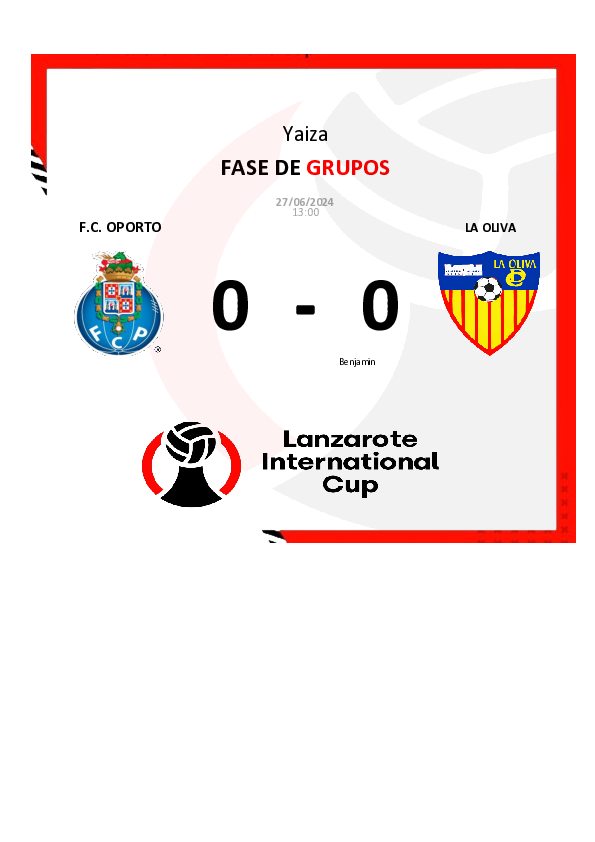 Yaiza
FASE DE GRUPOS
27/06/2024
13:00
F.C. OPORTO
LA OLIVA
LA OLIVA
FCP
®
0 - 0
Benjamín
Lanzarote
International
Cup